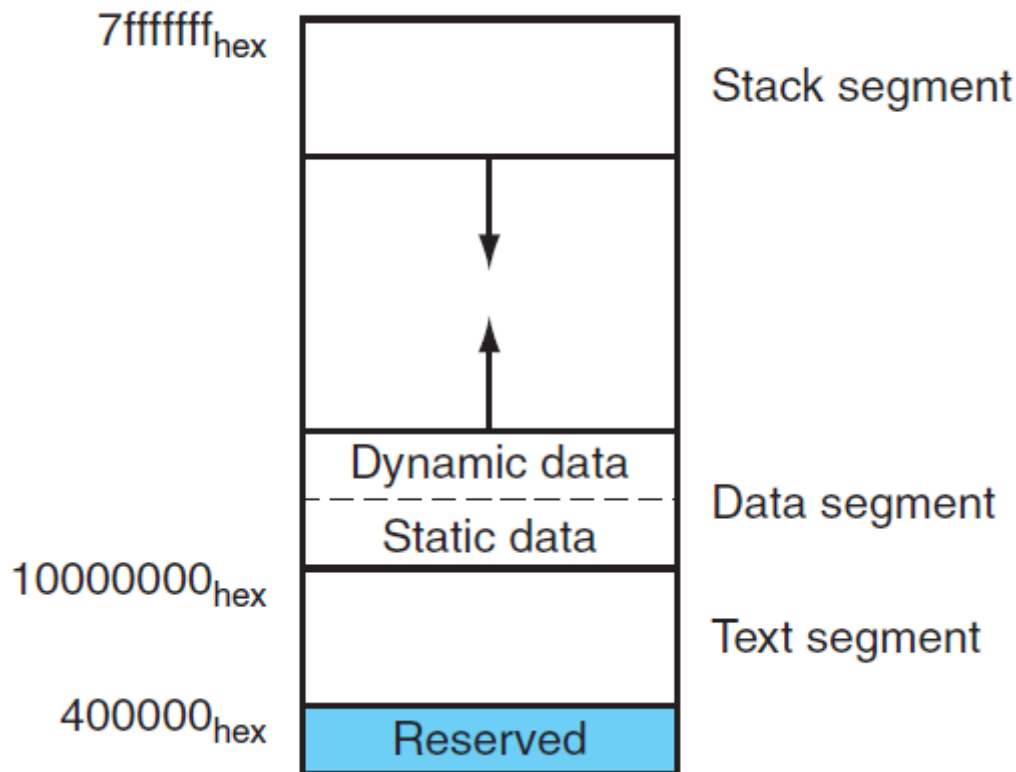 7fffffffhex
Stack segment
Dynamic data
Data segment
Static data
10000000hex
Text segment
400000hex
Reserved